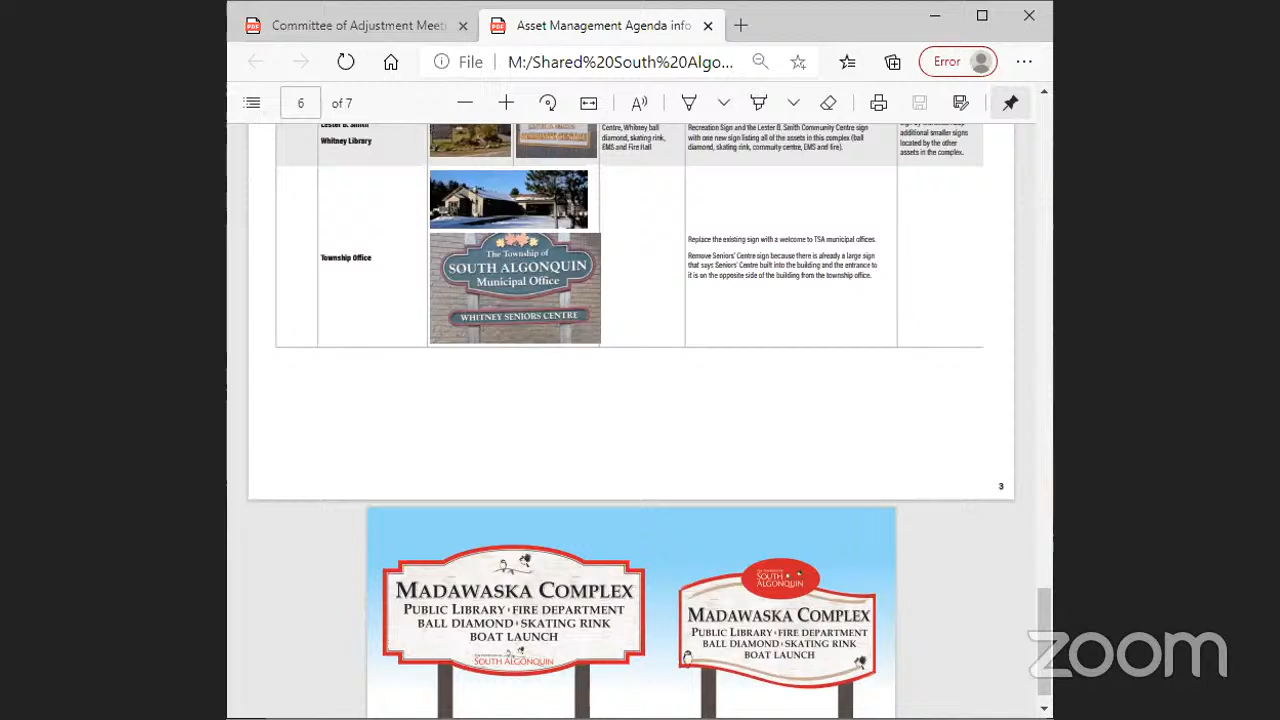 Committee of Adjustment Meeti
Asset Management Agenda info
File
M:/Shared%20South%20Algo...
Error
6 of 7
Lester B. Smith
Whitney Library
Centre, Whitney ball
diamond, skating rink,
EMS and Fire Hall
Recreation Sign and the Lester B. Smith Community Centre sign
with one new sign listing all of the assets in this complex (ball
diamond, skating rink, commuity centre, EMS and fire).
additional smaller signs
located by the other
assets in the complex.
Township Office
The Township of
SOUTH ALGONQUIN
Municipal Office
WHITNEY SENIORS CENTRE
Replace the existing sign with a welcome to TSA municipal offices.
Remove Seniors' Centre sign because there is already a large sign
that says Seniors' Centre built into the building and the entrance to
it is on the opposite side of the building from the township office.
3
MADAWASKA COMPLEX
PUBLIC LIBRARY • FIRE DEPARTMENT
BALL DIAMOND • SKATING RINK
BOAT LAUNCH
SOUTH ALGONQUIN
SOUTH ALGONQUIN
MADAWASKA COMPLEX
PUBLIC LIBRARY • FIRE DEPARTMENT
BALL DIAMOND • SKATING RINK
BOAT LAUNCH
zoom